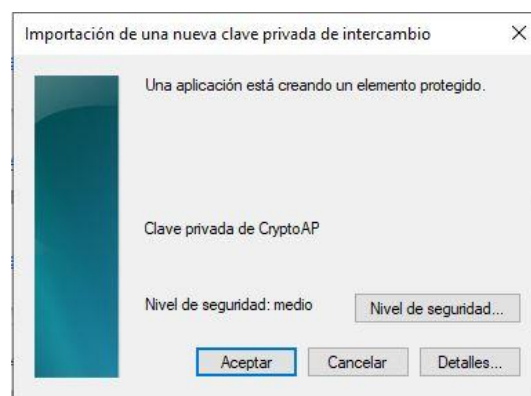 Importación de una nueva clave privada de intercambio
Una aplicación está creando un elemento protegido.
Clave privada de CryptoAP
Nivel de seguridad: medio
Nivel de seguridad...
Aceptar
Cancelar
Detalles...